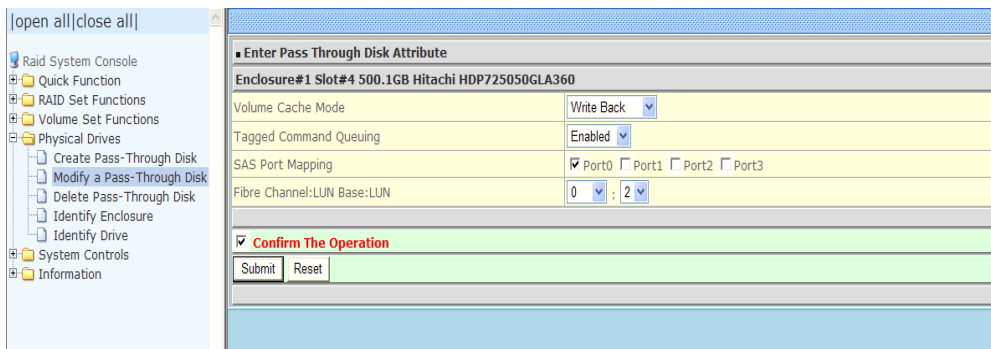 |open all|close all|
Raid System Console
Quick Function
RAID Set Functions
Volume Set Functions
Physical Drives
Create Pass-Through Disk
Modify a Pass-Through Disk
Delete Pass-Through Disk
Identify Enclosure
Identify Drive
System Controls
Information
Enter Pass Through Disk Attribute
Enclosure#1 Slot#4 500.1GB Hitachi HDP725050GLA360
Volume Cache Mode Write Back
Tagged Command Queuing Enabled
SAS Port Mapping Port0 Port1 Port2 Port3
Fibre Channel:LUN Base:LUN 0 : 2
Confirm The Operation
Submit Reset